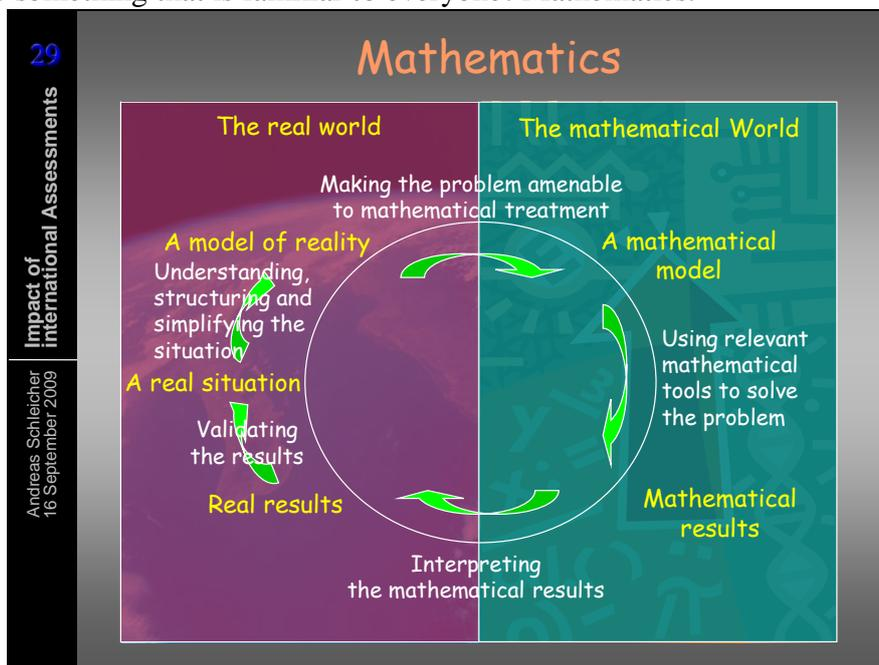 something that is familiar to everyone: Mathematics.
29
Impact of
international Assessments
Andreas Schleicher
16 September 2009
Mathematics
The real world
The mathematical World
Making the problem amenable
to mathematical treatment
A model of reality
A mathematical
model
Understanding,
structuring and
simplifying the
situation
Using relevant
mathematical
tools to solve
the problem
A real situation
Validating
the results
Real results
Mathematical
results
Interpreting
the mathematical results